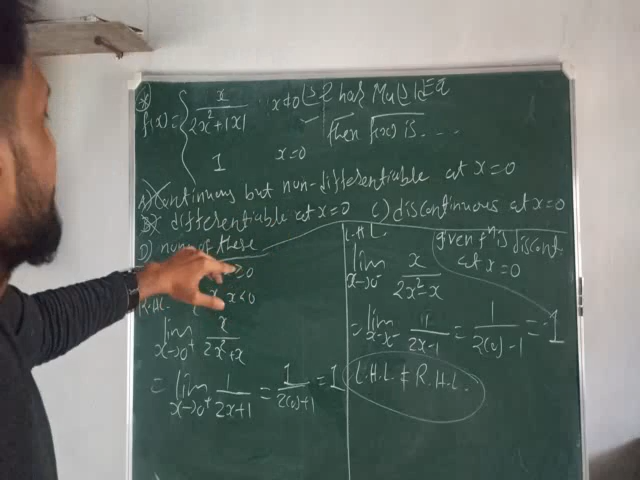 f(x) = { x / 2x²+|x| x≠0
1 x=0
Then f(x) is ....
A) Continuous but non-differentiable at x=0
B) differentiable at x=0 C) discontinuous at x=0
D) none of these
x<0
R.H.L
lim x→0⁺ x / 2x²+x
= lim x→0⁺ 1 / 2x+1 = 1 / 2(0)+1 = 1
L.H.L
lim x→0⁻ x / 2x²-x
= lim x→0⁻ 1 / 2x-1 = 1 / 2(0)-1 = -1
L.H.L. ≠ R.H.L.
given fⁿ is discont.
at x=0